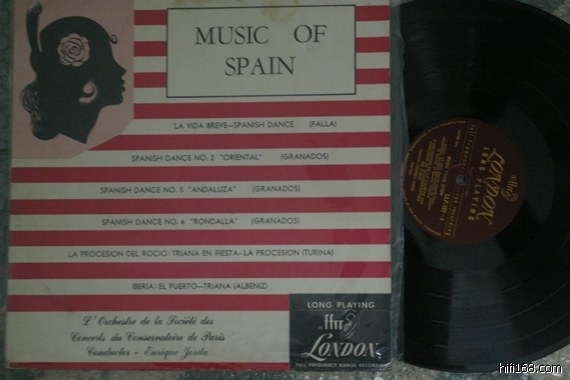 MUSIC OF
SPAIN
LA VIDA BREVE—SPANISH DANCE (FALLA)
SPANISH DANCE NO. 2 "ORIENTAL" (GRANADOS)
SPANISH DANCE NO. 5 "ANDALUZA" (GRANADOS)
SPANISH DANCE NO. 6 "RONDALLA" (GRANADOS)
LA PROCESION DEL ROCIO: TRIANA EN FIESTA—LA PROCESION (TURINA)
IBERIA: EL PUERTO—TRIANA (ALBENIZ)
L'Orchestre de la Société des
Concerts du Conservatoire de Paris
Conductor - Enrique Jorda
LONG PLAYING
ffrr
LONDON
FULL FREQUENCY RANGE RECORDING
ffrr
LONDON
LONG PLAYING
hifi168.com